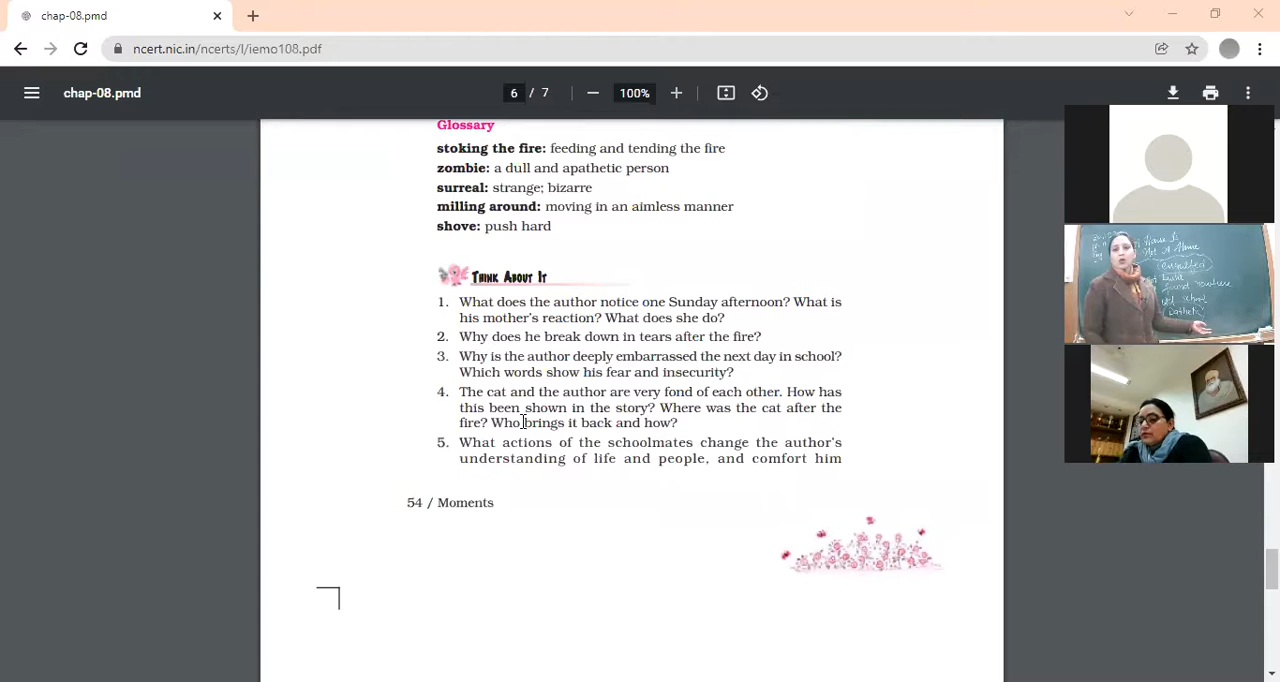 chap-08.pmd
ncert.nic.in/ncerts/l/iemo108.pdf
chap-08.pmd
6 / 7
100%
Glossary
stoking the fire: feeding and tending the fire
zombie: a dull and apathetic person
surreal: strange; bizarre
milling around: moving in an aimless manner
shove: push hard
THINK ABOUT IT
1. What does the author notice one Sunday afternoon? What is
his mother's reaction? What does she do?
2. Why does he break down in tears after the fire?
3. Why is the author deeply embarrassed the next day in school?
Which words show his fear and insecurity?
4. The cat and the author are very fond of each other. How has
this been shown in the story? Where was the cat after the
fire? Who brings it back and how?
5. What actions of the schoolmates change the author's
understanding of life and people, and comfort him
54 / Moments
House Is
Not A Home